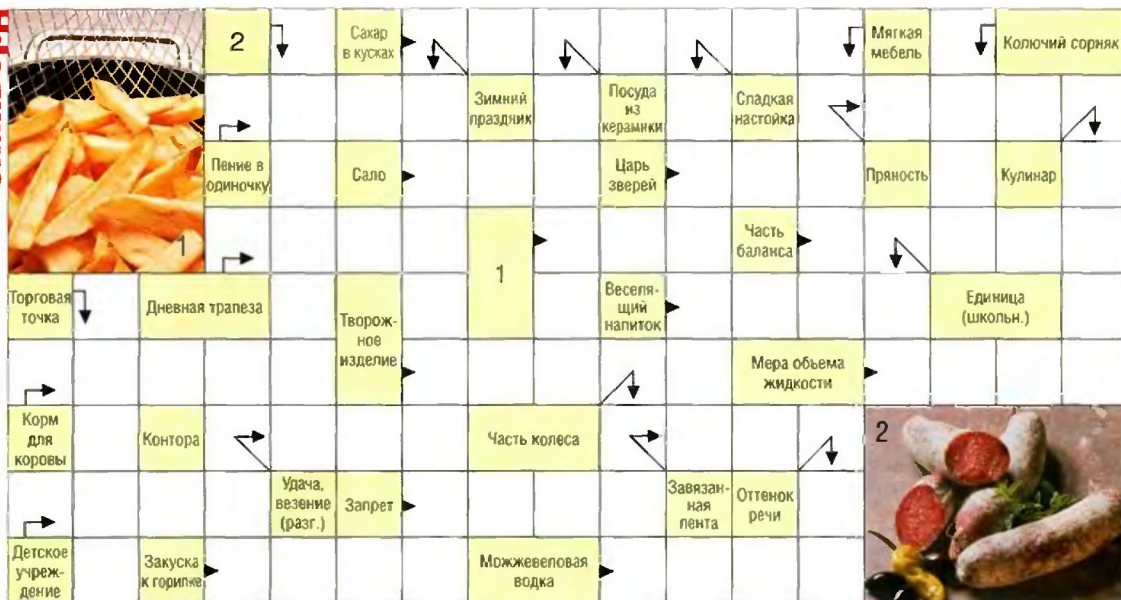 2
Сахар
в кусках
Мягкая
мебель
Колючий сорняк
Зимний
праздник
Посуда
из
керамики
Сладкая
настойка
Пение в
одиночку
Сало
Царь
зверей
Пряность
Кулинар
1
1
Часть
баланса
Торговая
точка
Дневная трапеза
Творож-
ное
изделие
Веселя-
щий
напиток
Единица
(школьн.)
Мера объема
жидкости
Корм
для
коровы
Контора
Часть колеса
2
Удача,
везение
(разг.)
Запрет
Завязан-
ная
лента
Оттенок
речи
Детское
учреж-
дение
Закуска
к горилке
Можжевеловая
водка